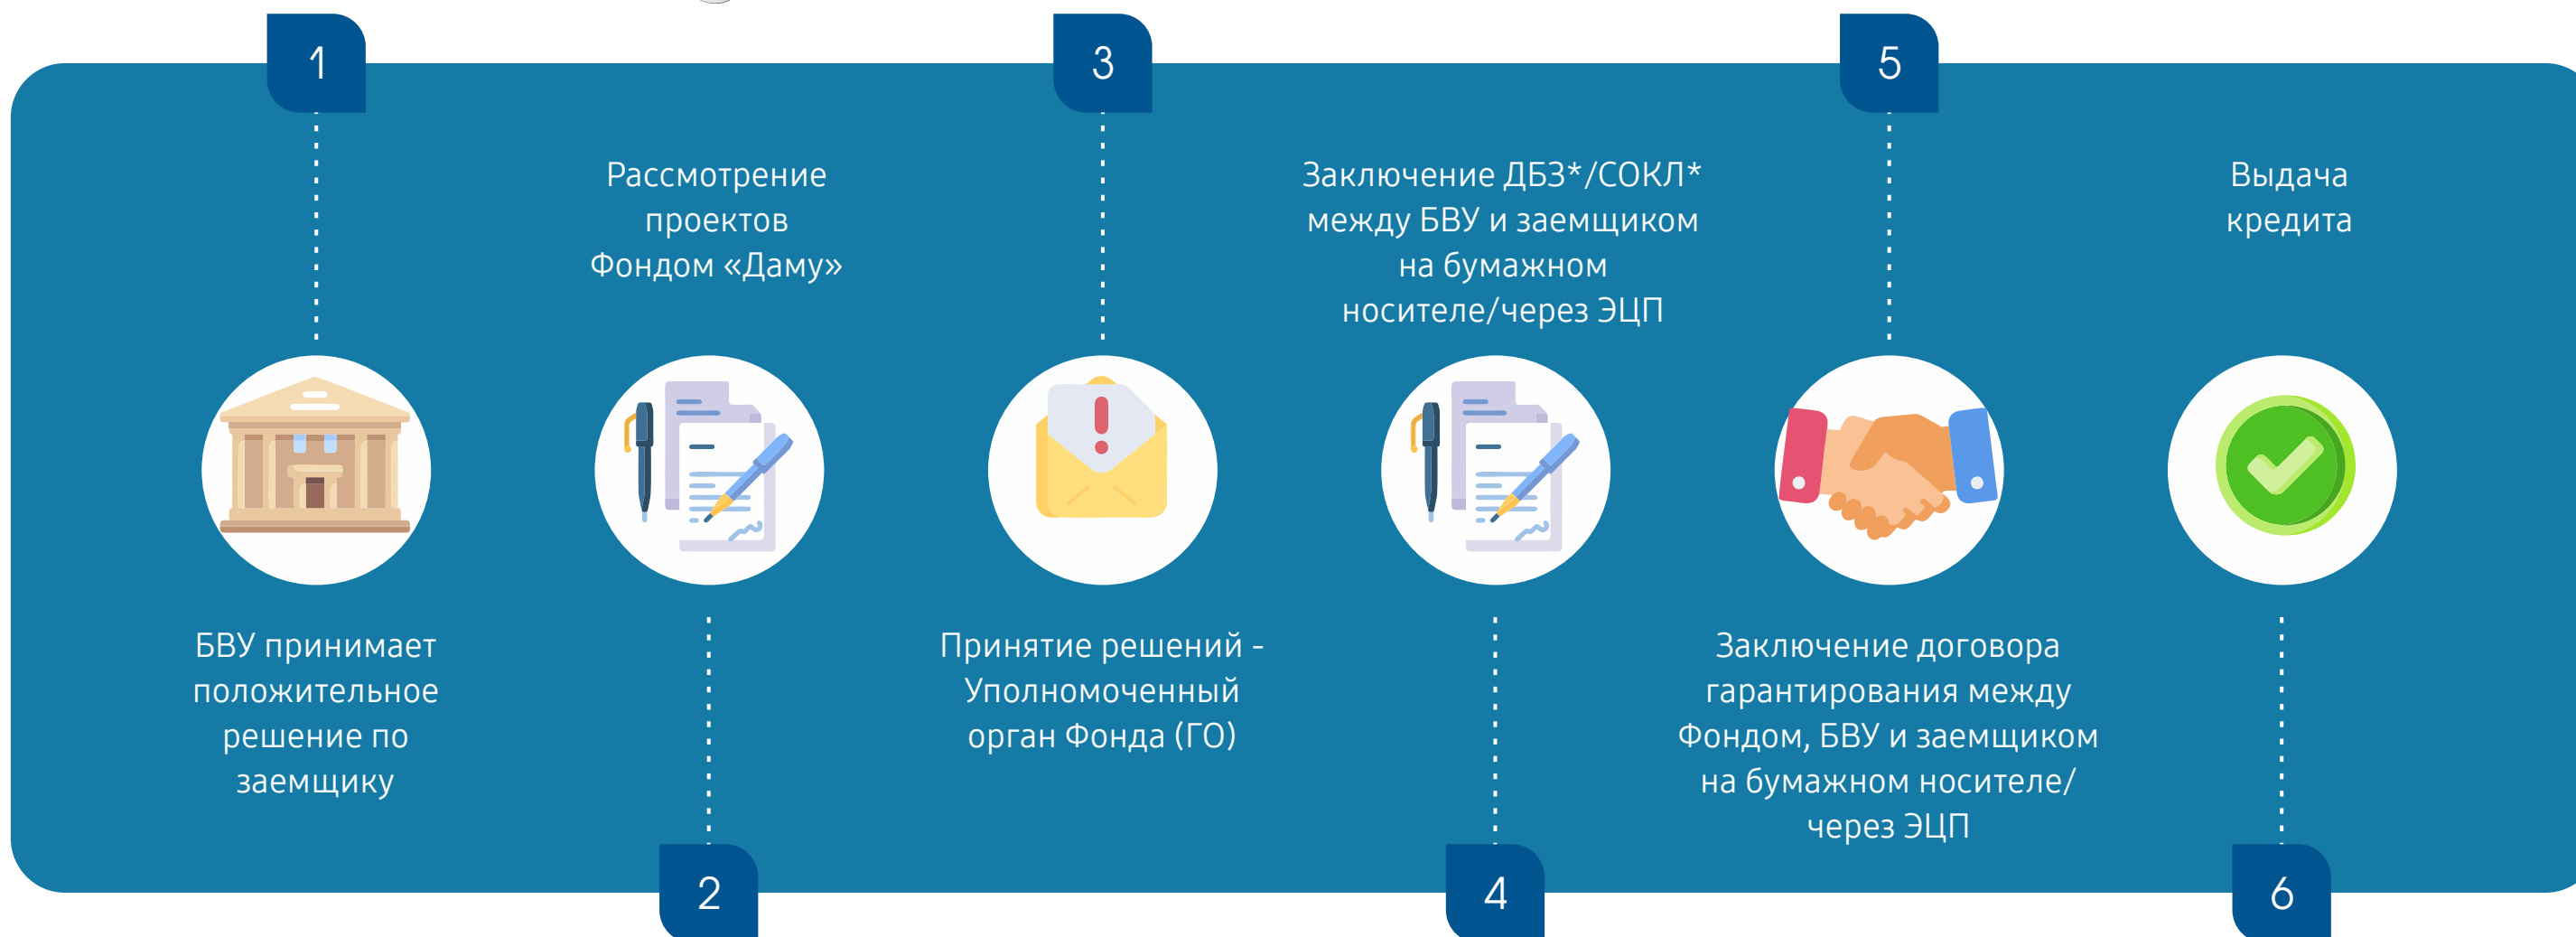 1
БВУ принимает
положительное
решение по
заемщику
2
Рассмотрение
проектов
Фондом «Даму»
3
Принятие решений -
Уполномоченный
орган Фонда (ГО)
4
Заключение ДБЗ*/СОКЛ*
между БВУ и заемщиком
на бумажном
носителе/через ЭЦП
5
Заключение договора
гарантирования между
Фондом, БВУ и заемщиком
на бумажном носителе/
через ЭЦП
6
Выдача
кредита